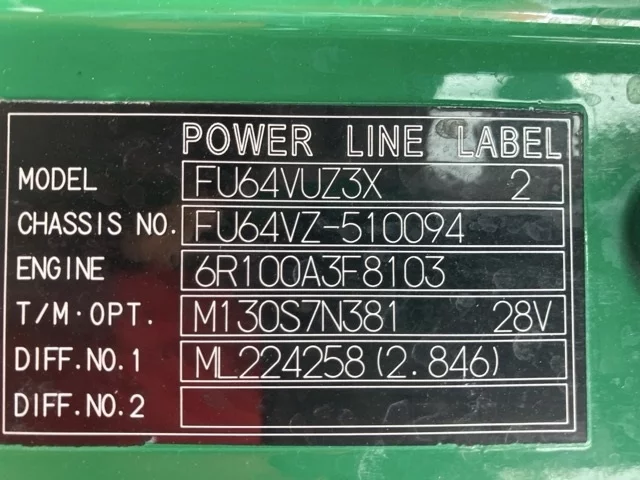 POWER LINE LABEL
MODEL FU64VUZ3X 2
CHASSIS NO. FU64VZ-510094
ENGINE 6R100A3F8103
T/M·OPT. M130S7N381 28V
DIFF.NO.1 ML224258(2.846)
DIFF.NO.2